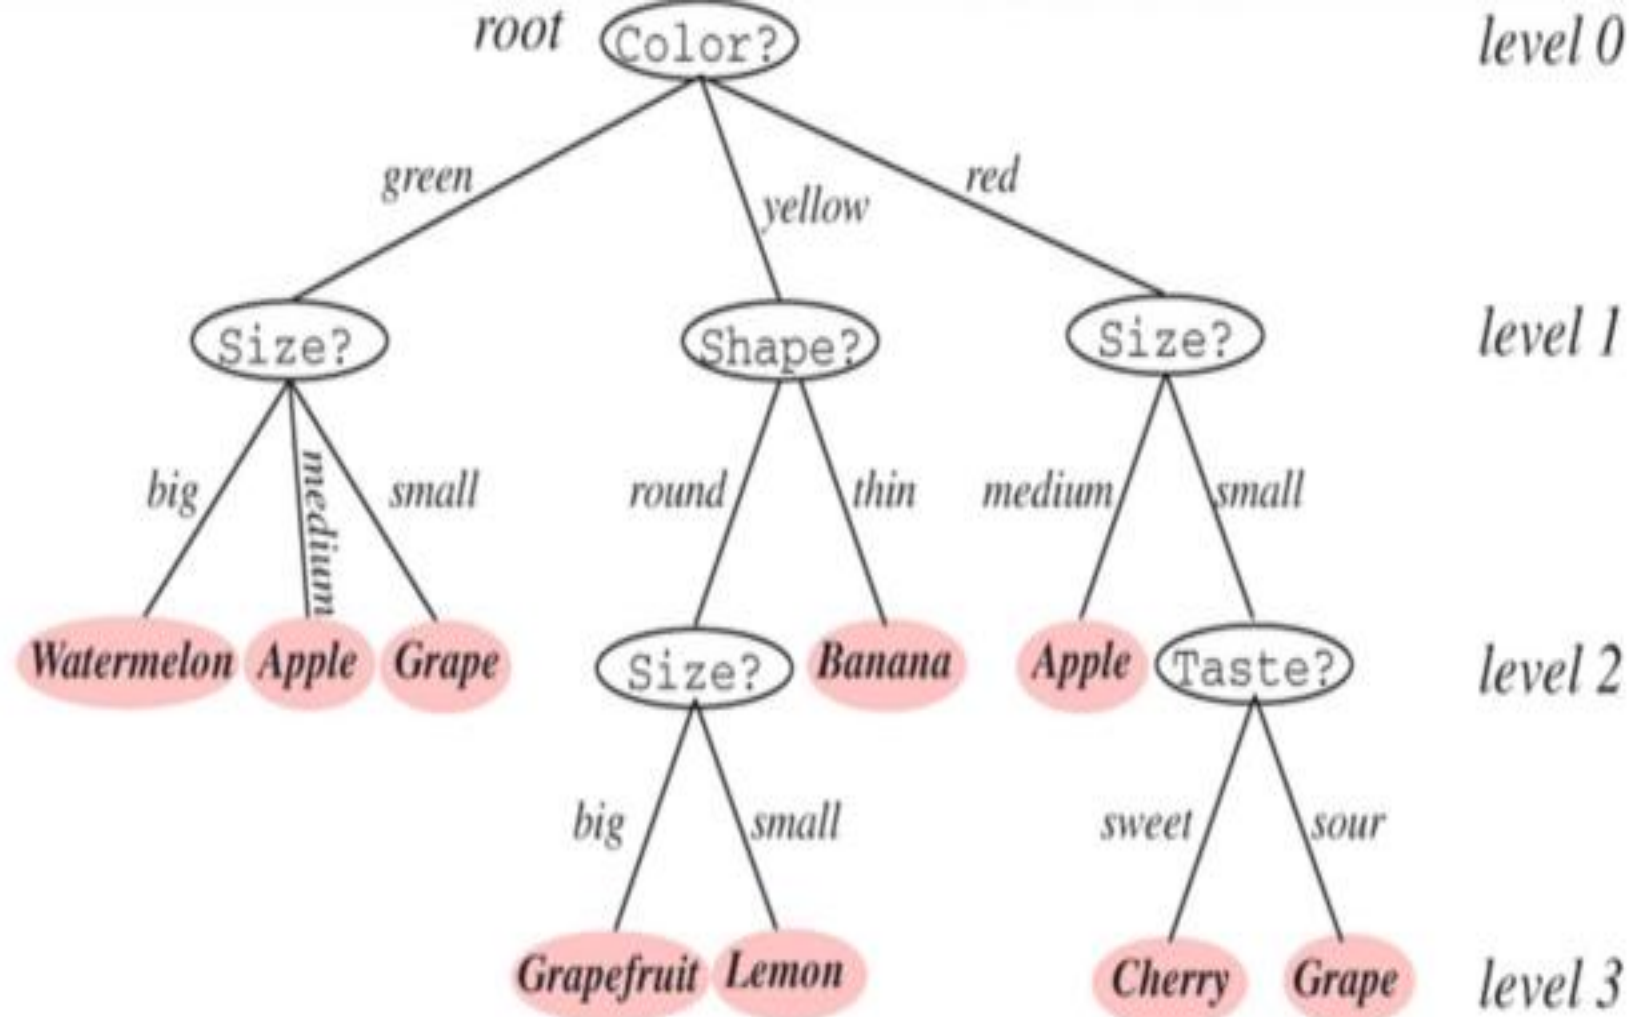 root Color? level 0
green yellow red
Size? Shape? Size? level 1
big medium small round thin medium small
Watermelon Apple Grape Size? Banana Apple Taste? level 2
big small sweet sour
Grapefruit Lemon Cherry Grape level 3